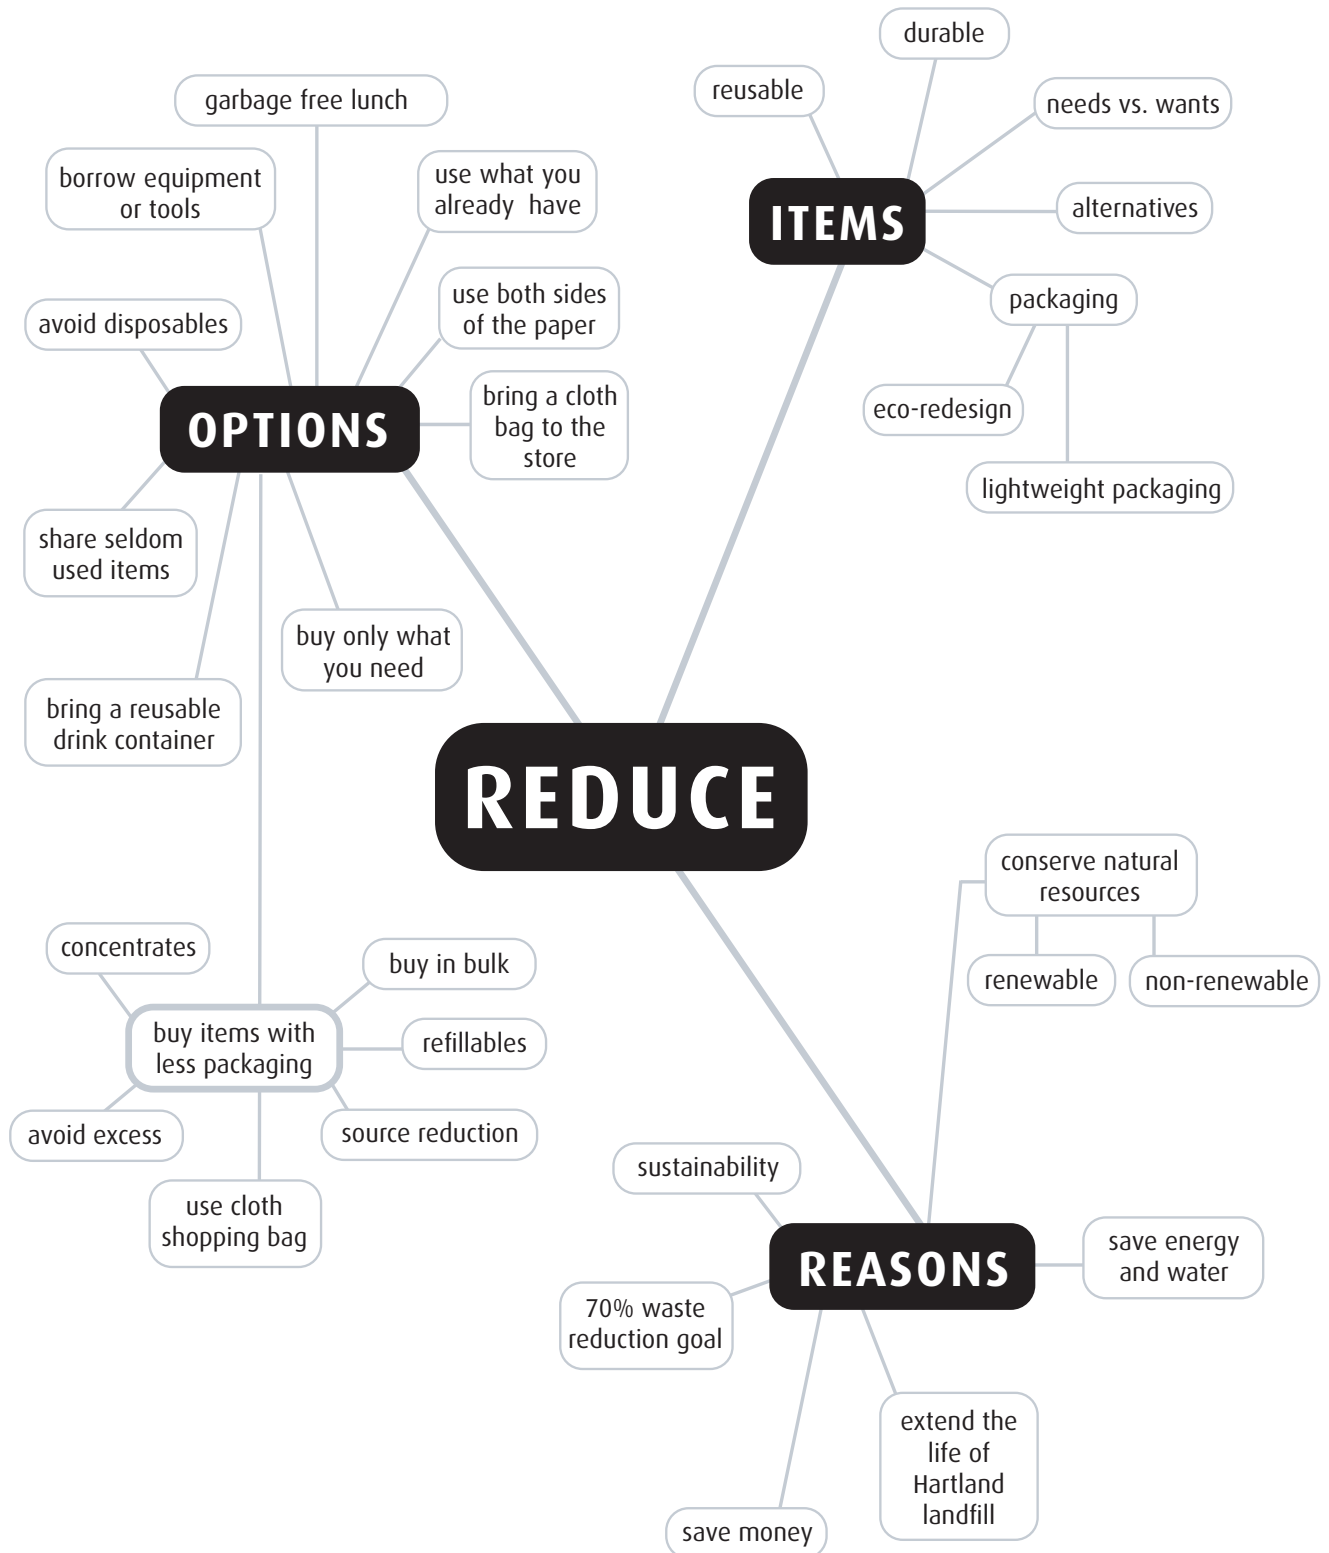 durable
reusable
garbage free lunch
needs vs. wants
borrow equipment
or tools
use what you
already have
ITEMS
alternatives
use both sides
of the paper
packaging
avoid disposables
OPTIONS
bring a cloth
bag to the
store
eco-redesign
lightweight packaging
share seldom
used items
buy only what
you need
bring a reusable
drink container
REDUCE
conserve natural
resources
renewable
non-renewable
concentrates
buy in bulk
buy items with
less packaging
refillables
avoid excess
source reduction
use cloth
shopping bag
sustainability
REASONS
save energy
and water
70% waste
reduction goal
extend the
life of
Hartland
landfill
save money